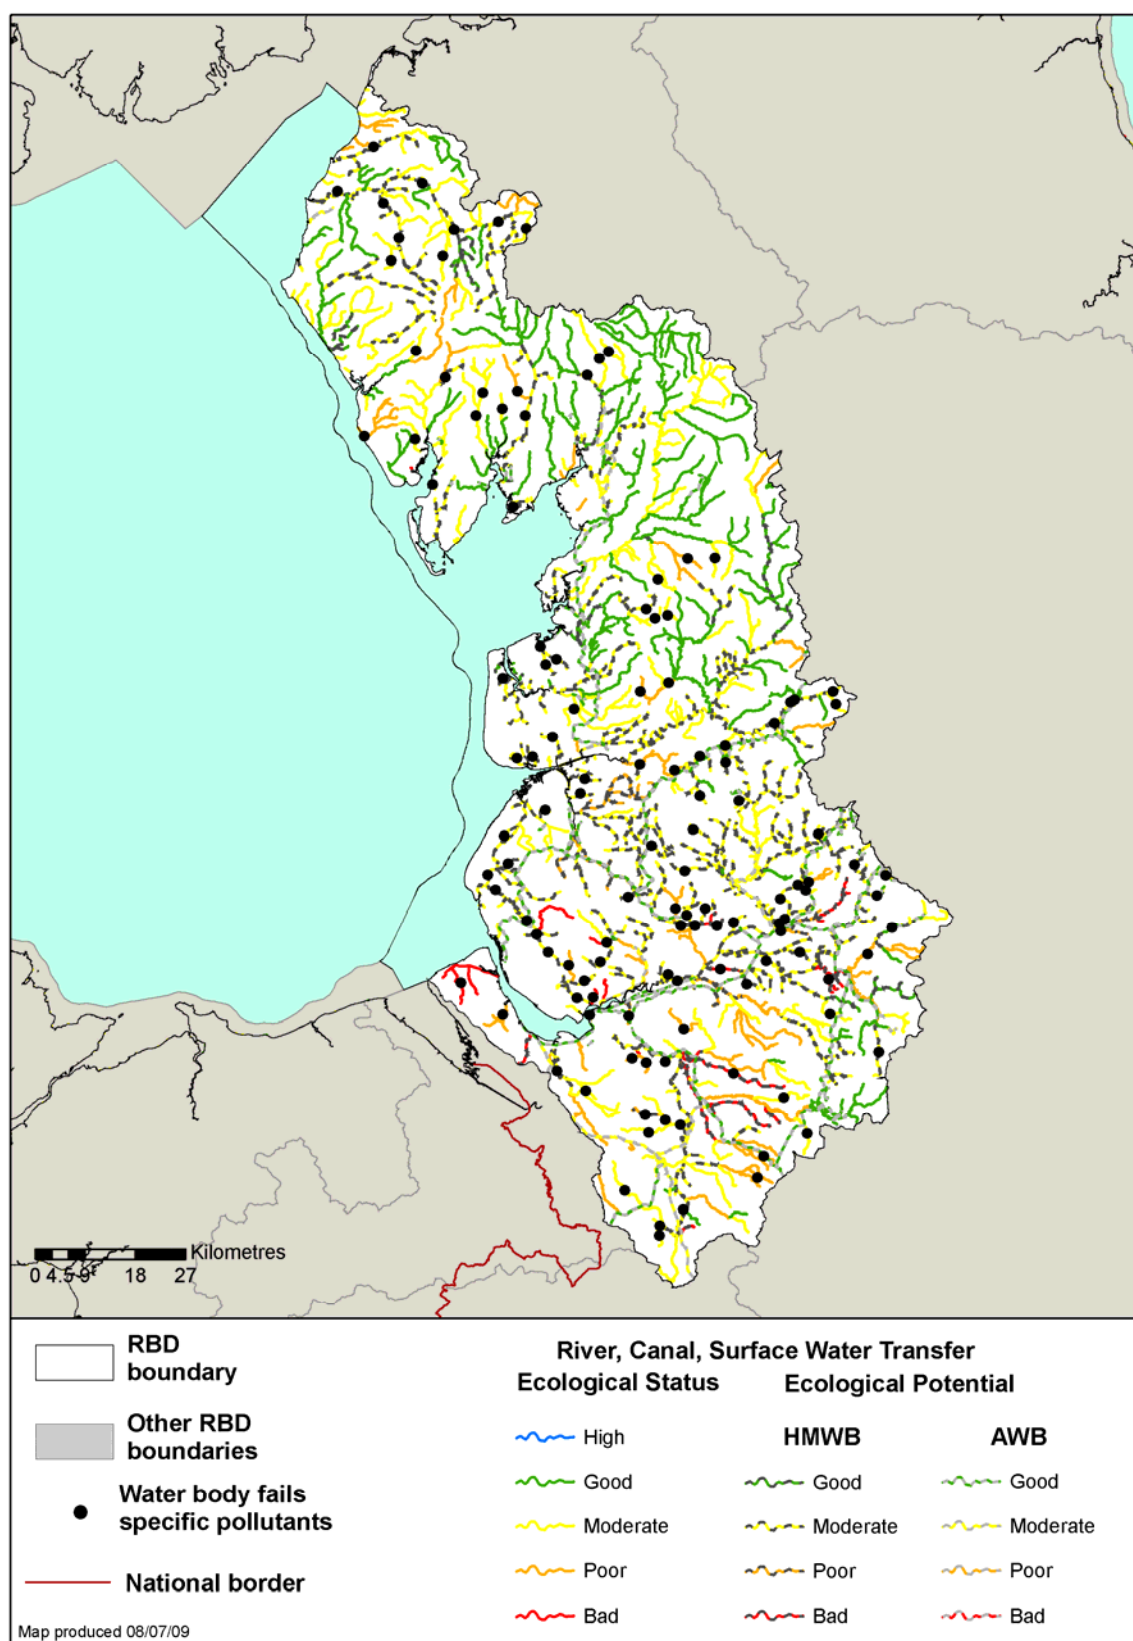 Kilometres
0 4.5 9 18 27
RBD
boundary
Other RBD
boundaries
Water body fails
specific pollutants
National border
Map produced 08/07/09
River, Canal, Surface Water Transfer
Ecological Status Ecological Potential
High HMWB AWB
Good Good Good
Moderate Moderate Moderate
Poor Poor Poor
Bad Bad Bad